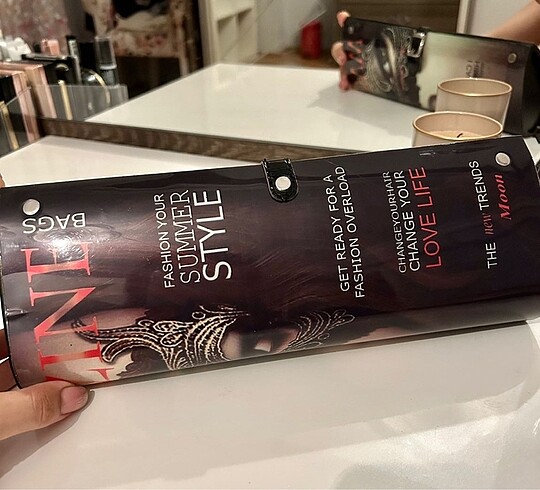 BAGS
FASHION YOUR
SUMMER
STYLE
GET READY FOR A
FASHION OVERLOAD
CHANGEYOURHAIR
CHANGE YOUR
LOVE LIFE
THE new TRENDS
Moon